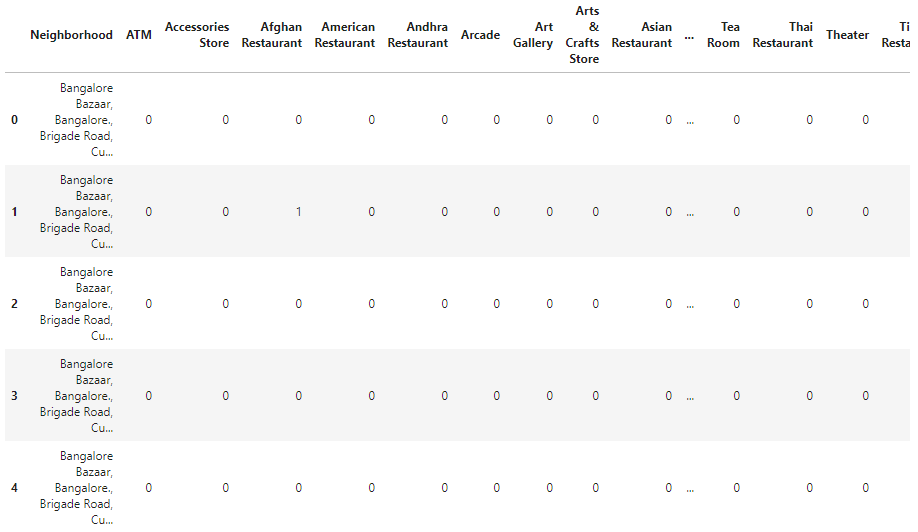 Neighborhood ATM Accessories Store Afghan Restaurant American Restaurant Andhra Restaurant Arcade Art Gallery Arts & Crafts Store Asian Restaurant ... Tea Room Thai Restaurant Theater
0 Bangalore Bazaar, Bangalore., Brigade Road, Cu... 0 0 0 0 0 0 0 0 0 ... 0 0 0
1 Bangalore Bazaar, Bangalore., Brigade Road, Cu... 0 0 1 0 0 0 0 0 0 ... 0 0 0
2 Bangalore Bazaar, Bangalore., Brigade Road, Cu... 0 0 0 0 0 0 0 0 0 ... 0 0 0
3 Bangalore Bazaar, Bangalore., Brigade Road, Cu... 0 0 0 0 0 0 0 0 0 ... 0 0 0
4 Bangalore Bazaar, Bangalore., Brigade Road, Cu... 0 0 0 0 0 0 0 0 0 ... 0 0 0